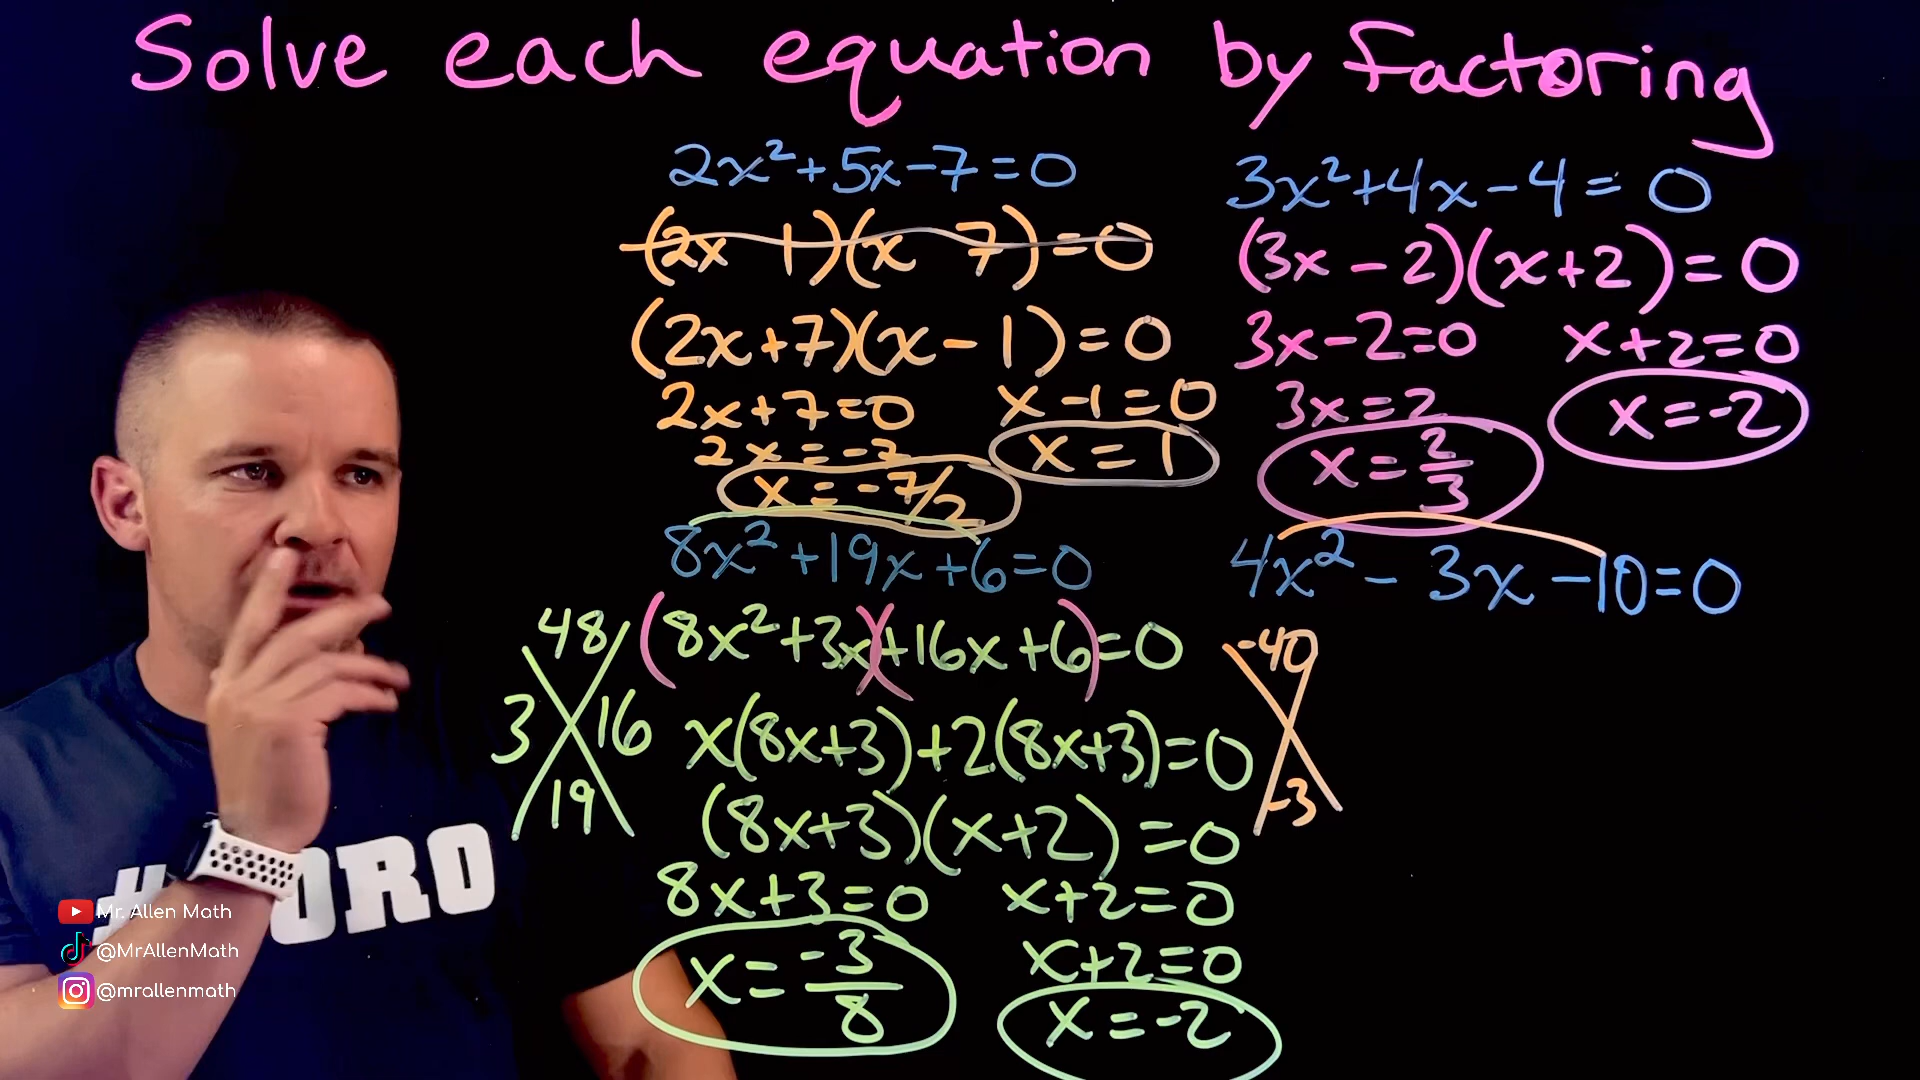 Solve each equation by factoring
2x²+5x-7=0
(2x 1)(x 7)=0
(2x+7)(x-1)=0
2x+7=0 x-1=0
2x=-7 x=1
x=-7/2
3x²+4x-4=0
(3x-2)(x+2)=0
3x-2=0 x+2=0
3x=2 x=-2
x=2/3
8x²+19x+6=0
48
3 16
19
(8x²+3x)(+16x+6)=0
x(8x+3)+2(8x+3)=0
(8x+3)(x+2)=0
8x+3=0 x+2=0
x=-3/8 x+2=0
x=-2
4x²-3x-10=0
-40
-3
Mr. Allen Math
@MrAllenMath
@mrallenmath